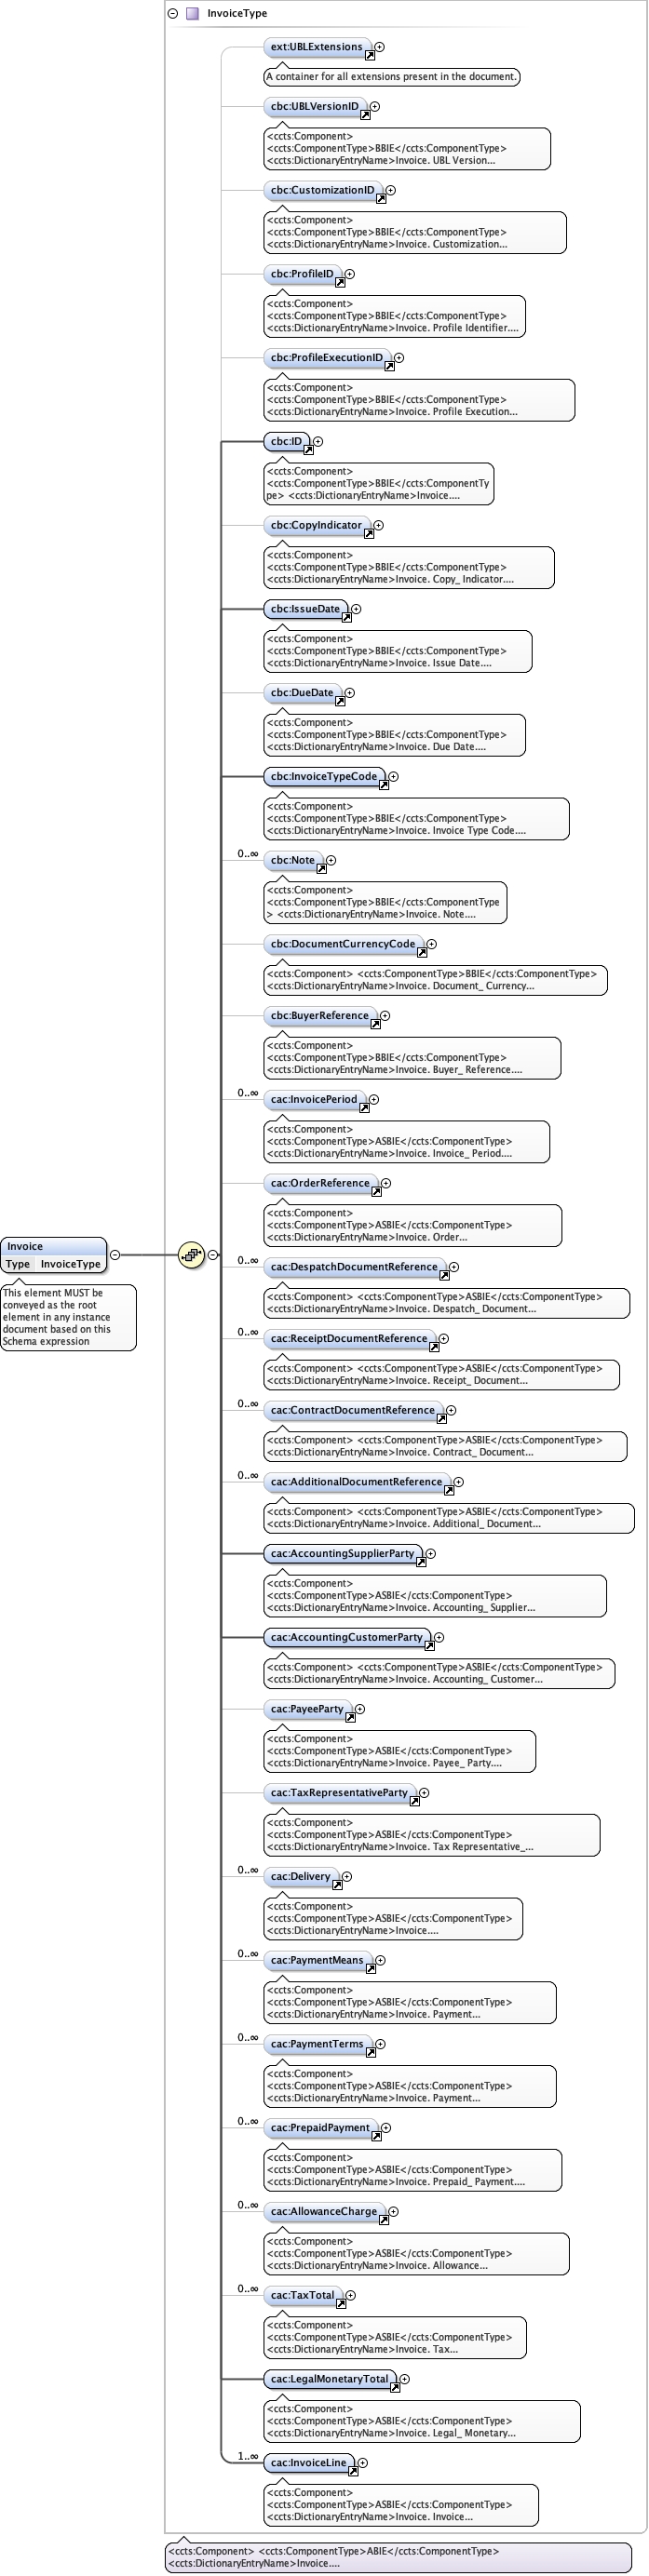 InvoiceType
ext:UBLExtensions
A container for all extensions present in the document.
cbc:UBLVersionID
<ccts:Component>
<ccts:ComponentType>BBIE</ccts:ComponentType>
<ccts:DictionaryEntryName>Invoice. UBL Version...
cbc:CustomizationID
<ccts:Component>
<ccts:ComponentType>BBIE</ccts:ComponentType>
<ccts:DictionaryEntryName>Invoice. Customization...
cbc:ProfileID
<ccts:Component>
<ccts:ComponentType>BBIE</ccts:ComponentType>
<ccts:DictionaryEntryName>Invoice. Profile Identifier....
cbc:ProfileExecutionID
<ccts:Component>
<ccts:ComponentType>BBIE</ccts:ComponentType>
<ccts:DictionaryEntryName>Invoice. Profile Execution...
cbc:ID
<ccts:Component>
<ccts:ComponentType>BBIE</ccts:ComponentTy
pe> <ccts:DictionaryEntryName>Invoice....
cbc:CopyIndicator
<ccts:Component>
<ccts:ComponentType>BBIE</ccts:ComponentType>
<ccts:DictionaryEntryName>Invoice. Copy_ Indicator....
cbc:IssueDate
<ccts:Component>
<ccts:ComponentType>BBIE</ccts:ComponentType>
<ccts:DictionaryEntryName>Invoice. Issue Date....
cbc:DueDate
<ccts:Component>
<ccts:ComponentType>BBIE</ccts:ComponentType>
<ccts:DictionaryEntryName>Invoice. Due Date....
cbc:InvoiceTypeCode
<ccts:Component>
<ccts:ComponentType>BBIE</ccts:ComponentType>
<ccts:DictionaryEntryName>Invoice. Invoice Type Code....
0..∞ cbc:Note
<ccts:Component>
<ccts:ComponentType>BBIE</ccts:ComponentType
> <ccts:DictionaryEntryName>Invoice. Note....
cbc:DocumentCurrencyCode
<ccts:Component> <ccts:ComponentType>BBIE</ccts:ComponentType>
<ccts:DictionaryEntryName>Invoice. Document_ Currency...
cbc:BuyerReference
<ccts:Component>
<ccts:ComponentType>BBIE</ccts:ComponentType>
<ccts:DictionaryEntryName>Invoice. Buyer_ Reference....
0..∞ cac:InvoicePeriod
<ccts:Component>
<ccts:ComponentType>ASBIE</ccts:ComponentType>
<ccts:DictionaryEntryName>Invoice. Invoice_ Period....
cac:OrderReference
<ccts:Component>
<ccts:ComponentType>ASBIE</ccts:ComponentType>
<ccts:DictionaryEntryName>Invoice. Order...
Invoice
Type InvoiceType
This element MUST be
conveyed as the root
element in any instance
document based on this
Schema expression
0..∞ cac:DespatchDocumentReference
<ccts:Component> <ccts:ComponentType>ASBIE</ccts:ComponentType>
<ccts:DictionaryEntryName>Invoice. Despatch_ Document...
0..∞ cac:ReceiptDocumentReference
<ccts:Component> <ccts:ComponentType>ASBIE</ccts:ComponentType>
<ccts:DictionaryEntryName>Invoice. Receipt_ Document...
0..∞ cac:ContractDocumentReference
<ccts:Component> <ccts:ComponentType>ASBIE</ccts:ComponentType>
<ccts:DictionaryEntryName>Invoice. Contract_ Document...
0..∞ cac:AdditionalDocumentReference
<ccts:Component> <ccts:ComponentType>ASBIE</ccts:ComponentType>
<ccts:DictionaryEntryName>Invoice. Additional_ Document...
cac:AccountingSupplierParty
<ccts:Component>
<ccts:ComponentType>ASBIE</ccts:ComponentType>
<ccts:DictionaryEntryName>Invoice. Accounting_ Supplier...
cac:AccountingCustomerParty
<ccts:Component> <ccts:ComponentType>ASBIE</ccts:ComponentType>
<ccts:DictionaryEntryName>Invoice. Accounting_ Customer...
cac:PayeeParty
<ccts:Component>
<ccts:ComponentType>ASBIE</ccts:ComponentType>
<ccts:DictionaryEntryName>Invoice. Payee_ Party....
cac:TaxRepresentativeParty
<ccts:Component>
<ccts:ComponentType>ASBIE</ccts:ComponentType>
<ccts:DictionaryEntryName>Invoice. Tax Representative_...
0..∞ cac:Delivery
<ccts:Component>
<ccts:ComponentType>ASBIE</ccts:ComponentType>
<ccts:DictionaryEntryName>Invoice....
0..∞ cac:PaymentMeans
<ccts:Component>
<ccts:ComponentType>ASBIE</ccts:ComponentType>
<ccts:DictionaryEntryName>Invoice. Payment...
0..∞ cac:PaymentTerms
<ccts:Component>
<ccts:ComponentType>ASBIE</ccts:ComponentType>
<ccts:DictionaryEntryName>Invoice. Payment...
0..∞ cac:PrepaidPayment
<ccts:Component>
<ccts:ComponentType>ASBIE</ccts:ComponentType>
<ccts:DictionaryEntryName>Invoice. Prepaid_ Payment....
0..∞ cac:AllowanceCharge
<ccts:Component>
<ccts:ComponentType>ASBIE</ccts:ComponentType>
<ccts:DictionaryEntryName>Invoice. Allowance...
0..∞ cac:TaxTotal
<ccts:Component>
<ccts:ComponentType>ASBIE</ccts:ComponentType>
<ccts:DictionaryEntryName>Invoice. Tax...
cac:LegalMonetaryTotal
<ccts:Component>
<ccts:ComponentType>ASBIE</ccts:ComponentType>
<ccts:DictionaryEntryName>Invoice. Legal_ Monetary...
1..∞ cac:InvoiceLine
<ccts:Component>
<ccts:ComponentType>ASBIE</ccts:ComponentType>
<ccts:DictionaryEntryName>Invoice. Invoice...
<ccts:Component> <ccts:ComponentType>ABIE</ccts:ComponentType>
<ccts:DictionaryEntryName>Invoice....